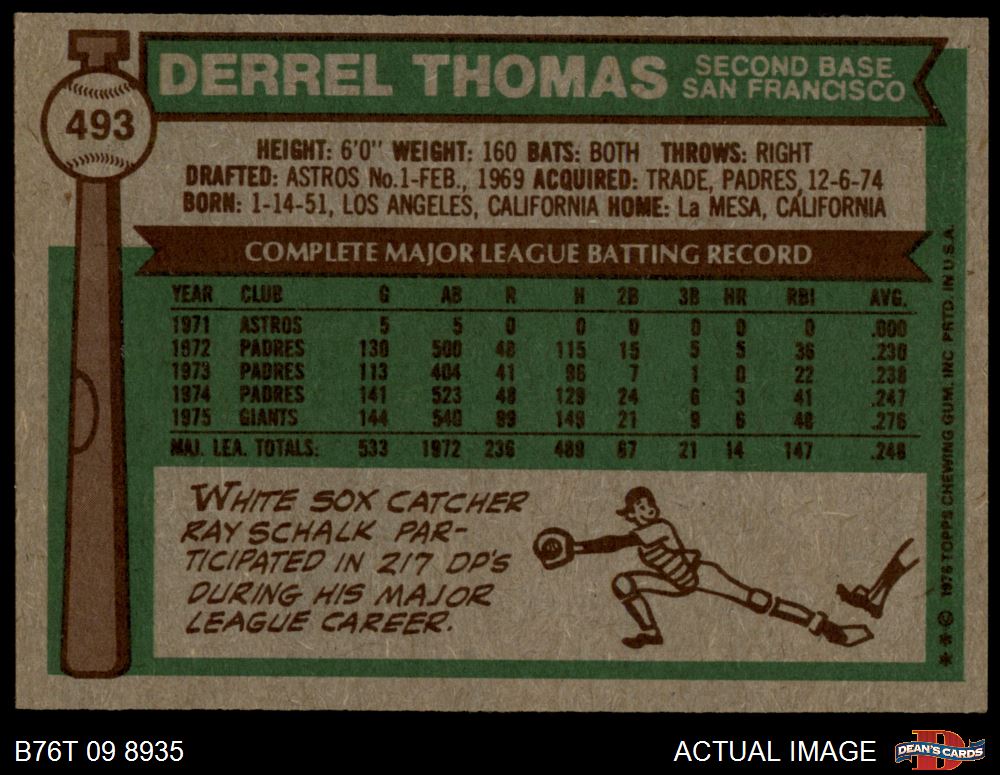 DERREL THOMAS SECOND BASE
SAN FRANCISCO
493
HEIGHT: 6'0" WEIGHT: 160 BATS: BOTH THROWS: RIGHT
DRAFTED: ASTROS No.1-FEB., 1969 ACQUIRED: TRADE, PADRES, 12-6-74
BORN: 1-14-51, LOS ANGELES, CALIFORNIA HOME: La MESA, CALIFORNIA
COMPLETE MAJOR LEAGUE BATTING RECORD
YEAR CLUB G AB R H 2B 3B HR RBI AVG.
1971 ASTROS 5 5 0 0 0 0 0 0 .000
1972 PADRES 130 500 48 115 15 5 5 36 .230
1973 PADRES 113 404 41 96 7 1 0 22 .238
1974 PADRES 141 523 48 129 24 6 3 41 .247
1975 GIANTS 144 540 99 149 21 9 6 48 .276
MAJ. LEA. TOTALS: 533 1972 236 489 67 21 14 147 .248
WHITE SOX CATCHER
RAY SCHALK PAR-
TICIPATED IN 217 DP'S
DURING HIS MAJOR
LEAGUE CAREER.
* * © 1976 TOPPS CHEWING GUM, INC. PRTD. IN U.S.A.
B76T 09 8935
ACTUAL IMAGE
D
DEAN'S CARDS